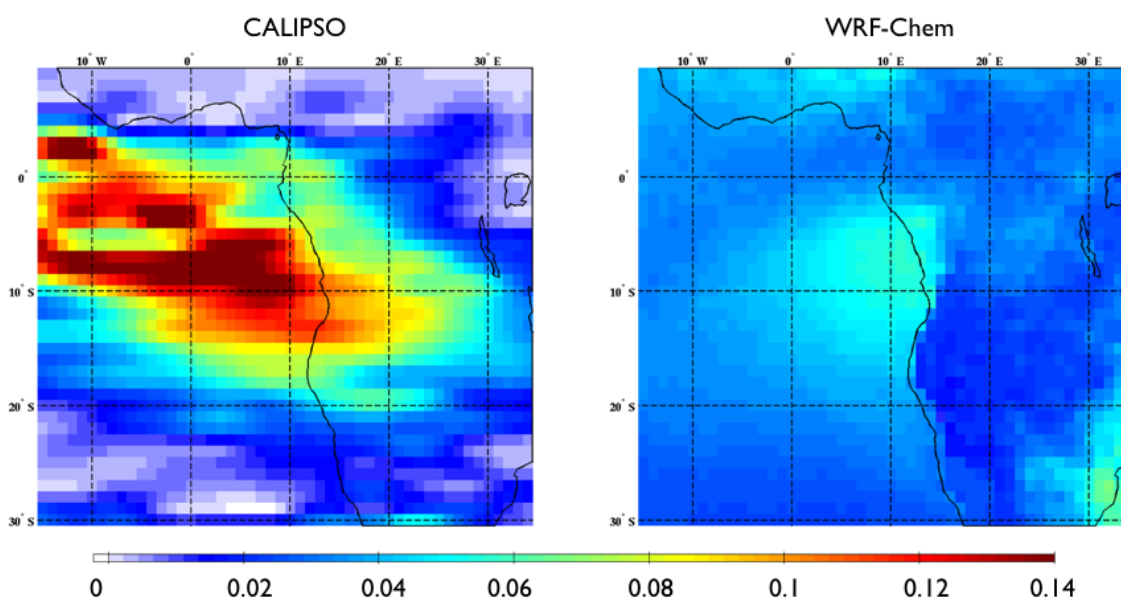 CALIPSO WRF-Chem
10° W 0° 10° E 20° E 30° E 10° W 0° 10° E 20° E 30° E
0° 0°
10° S 10° S
20° S 20° S
30° S 30° S
0 0.02 0.04 0.06 0.08 0.1 0.12 0.14